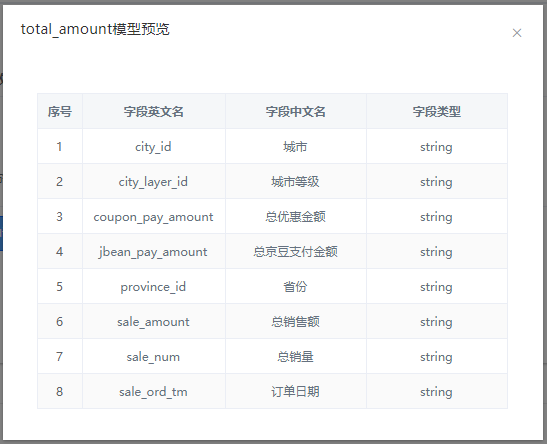 total_amount模型预览
×
序号 字段英文名 字段中文名 字段类型
1 city_id 城市 string
2 city_layer_id 城市等级 string
3 coupon_pay_amount 总优惠金额 string
4 jbean_pay_amount 总京豆支付金额 string
5 province_id 省份 string
6 sale_amount 总销售额 string
7 sale_num 总销量 string
8 sale_ord_tm 订单日期 string